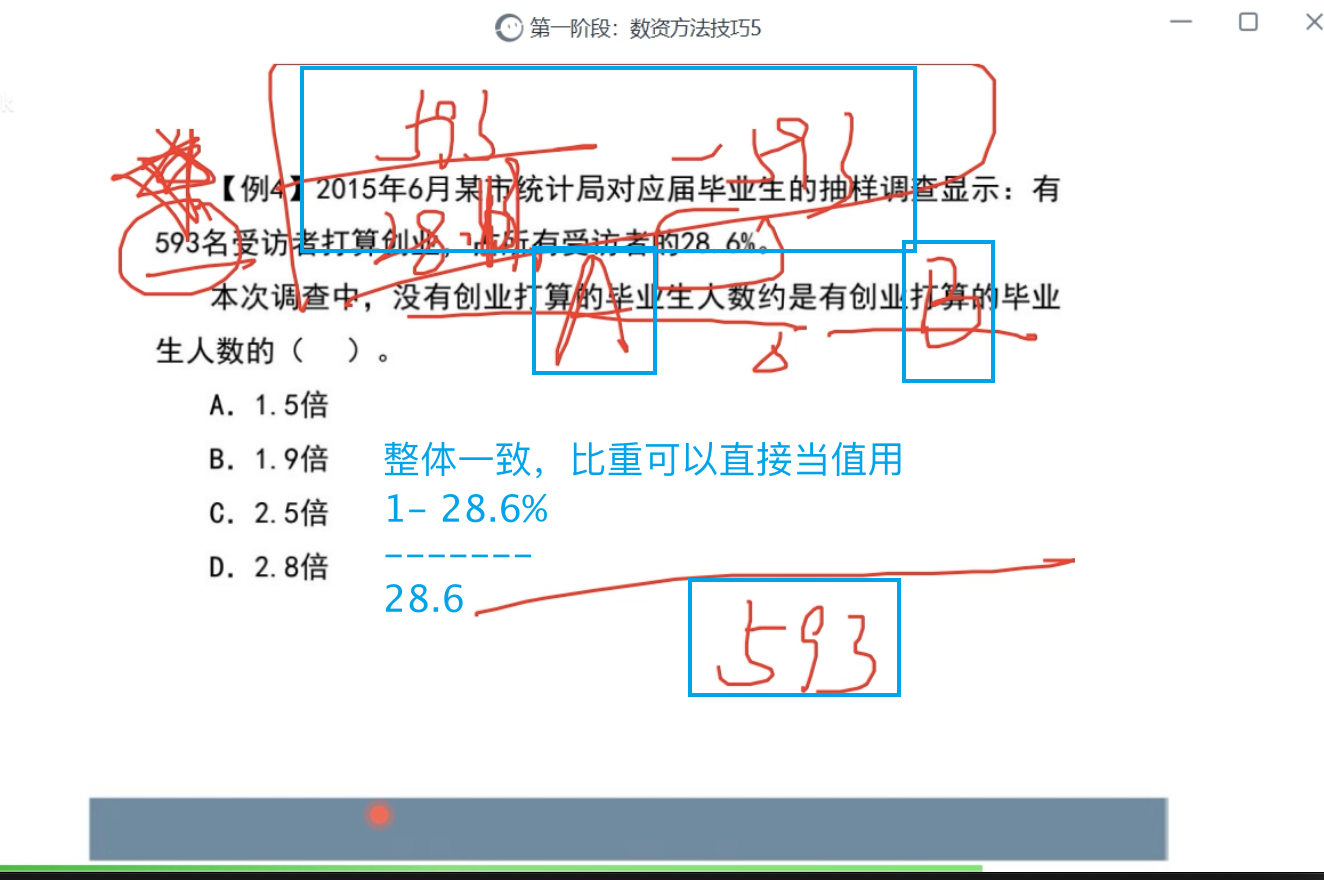 第一阶段：数资方法技巧5
k
593
- 593
【例4】2015年6月某市统计局对应届毕业生的抽样调查显示：有
593名受访者打算创业，占所有受访者的28.6%。
28.
本次调查中，没有创业打算的毕业生人数约是有创业打算的毕业
A
B
生人数的（ ）。
A. 1.5倍
B. 1.9倍
C. 2.5倍
D. 2.8倍
整体一致，比重可以直接当值用
1- 28.6%
-------
28.6
593